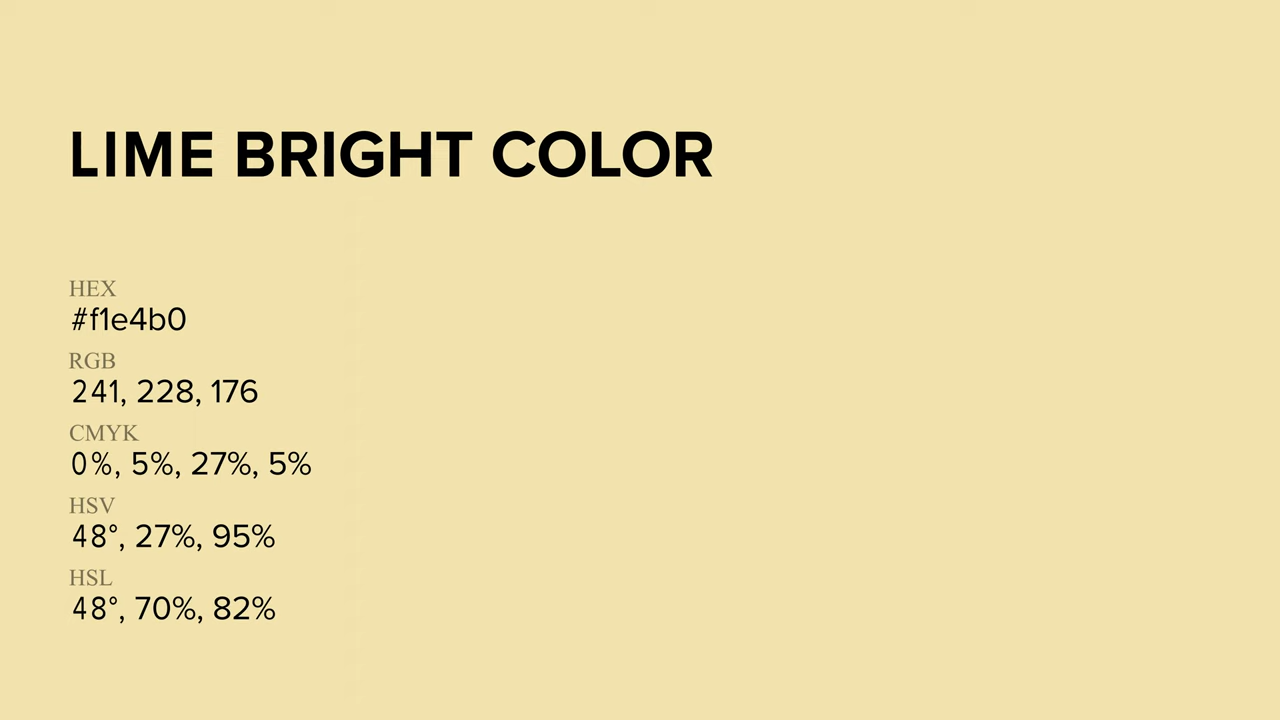 LIME BRIGHT COLOR
HEX
#f1e4b0
RGB
241, 228, 176
CMYK
0%, 5%, 27%, 5%
HSV
48°, 27%, 95%
HSL
48°, 70%, 82%